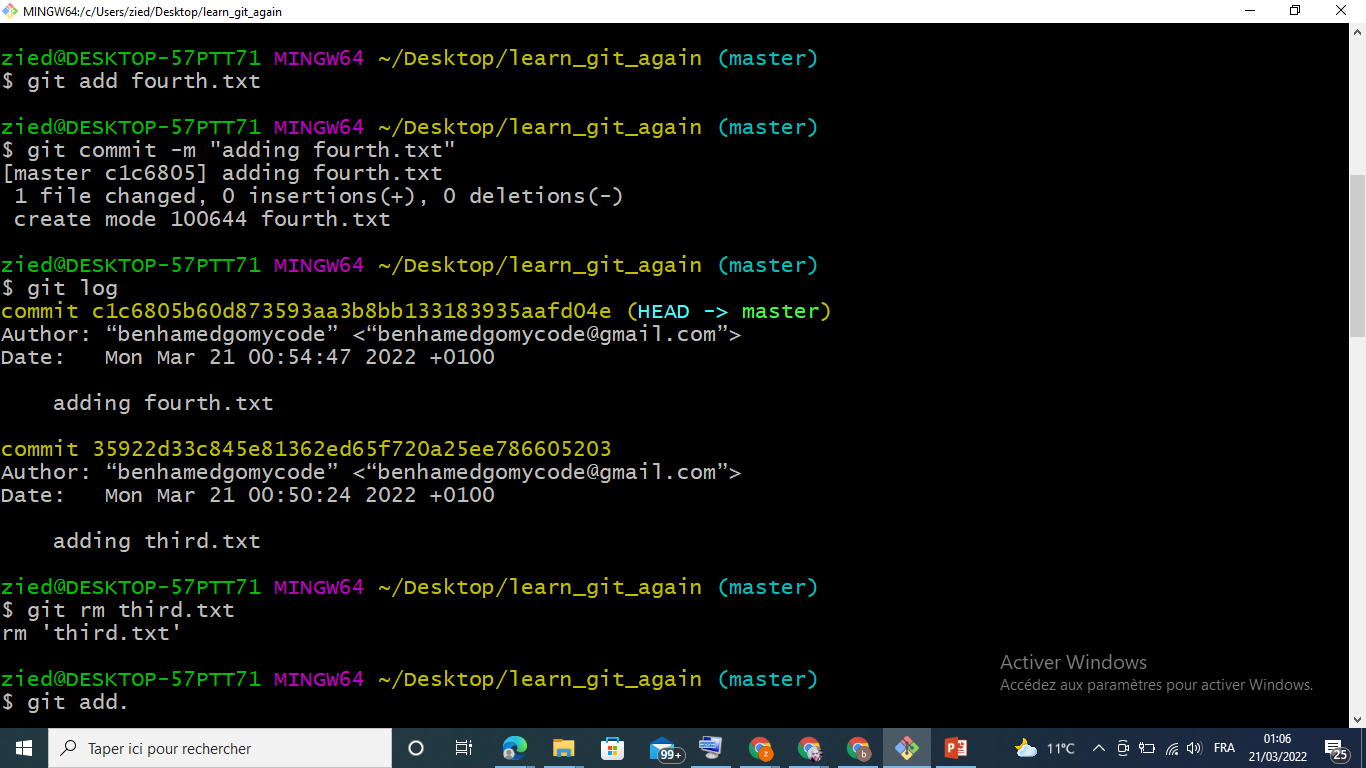 MINGW64:/c/Users/zied/Desktop/learn_git_again
zied@DESKTOP-57PTT71 MINGW64 ~/Desktop/learn_git_again (master)
$ git add fourth.txt
zied@DESKTOP-57PTT71 MINGW64 ~/Desktop/learn_git_again (master)
$ git commit -m "adding fourth.txt"
[master c1c6805] adding fourth.txt
1 file changed, 0 insertions(+), 0 deletions(-)
create mode 100644 fourth.txt
zied@DESKTOP-57PTT71 MINGW64 ~/Desktop/learn_git_again (master)
$ git log
commit c1c6805b60d873593aa3b8bb133183935aafd04e (HEAD -> master)
Author: “benhamedgomycode” <“benhamedgomycode@gmail.com”>
Date:   Mon Mar 21 00:54:47 2022 +0100
adding fourth.txt
commit 35922d33c845e81362ed65f720a25ee786605203
Author: “benhamedgomycode” <“benhamedgomycode@gmail.com”>
Date:   Mon Mar 21 00:50:24 2022 +0100
adding third.txt
zied@DESKTOP-57PTT71 MINGW64 ~/Desktop/learn_git_again (master)
$ git rm third.txt
rm 'third.txt'
zied@DESKTOP-57PTT71 MINGW64 ~/Desktop/learn_git_again (master)
$ git add.
Activer Windows
Accédez aux paramètres pour activer Windows.
Taper ici pour rechercher
99+
z
b
11°C
FRA
01:06
21/03/2022
25